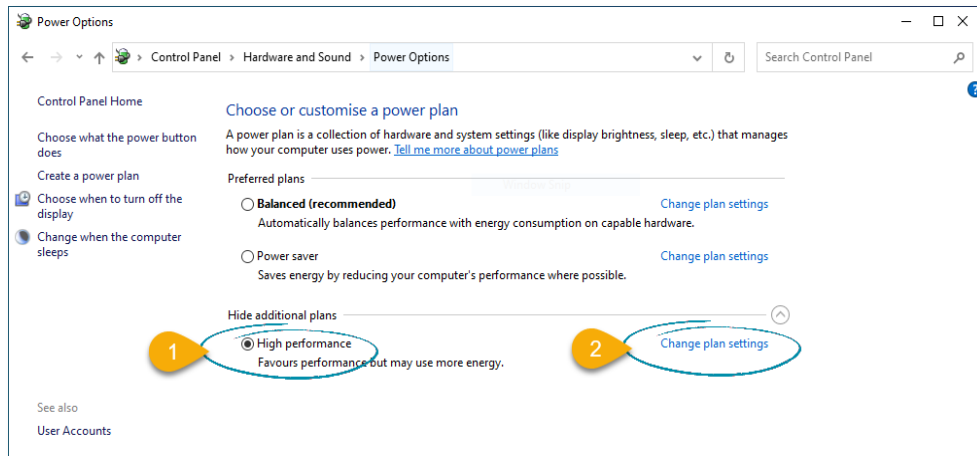 Power Options
Control Panel > Hardware and Sound > Power Options
Search Control Panel
?
Control Panel Home
Choose what the power button
does
Create a power plan
Choose when to turn off the
display
Change when the computer
sleeps
See also
User Accounts
Choose or customise a power plan
A power plan is a collection of hardware and system settings (like display brightness, sleep, etc.) that manages
how your computer uses power. Tell me more about power plans
Window Snip
Preferred plans
Balanced (recommended) Change plan settings
Automatically balances performance with energy consumption on capable hardware.
Power saver Change plan settings
Saves energy by reducing your computer's performance where possible.
Hide additional plans
1 High performance 2 Change plan settings
Favours performance but may use more energy.